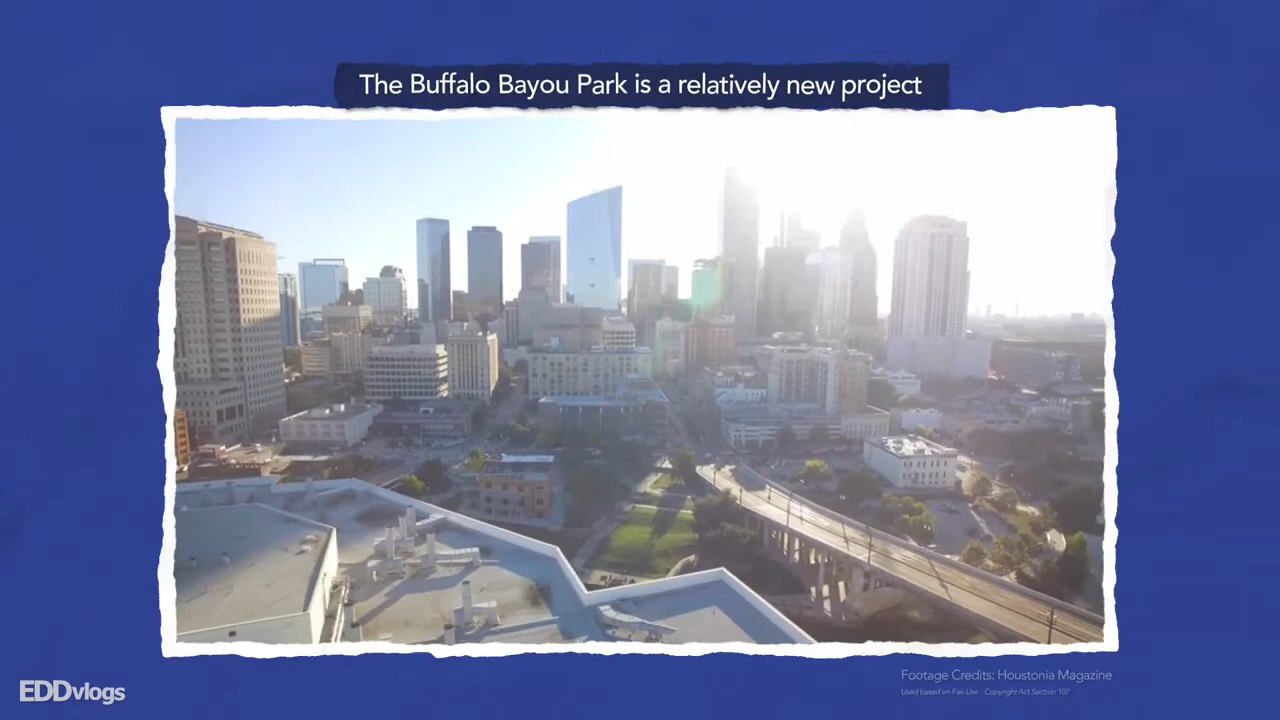 The Buffalo Bayou Park is a relatively new project
Footage Credits: Houstonia Magazine
EDDvlogs
Used based on Fair Use - Copyright Act Section 107